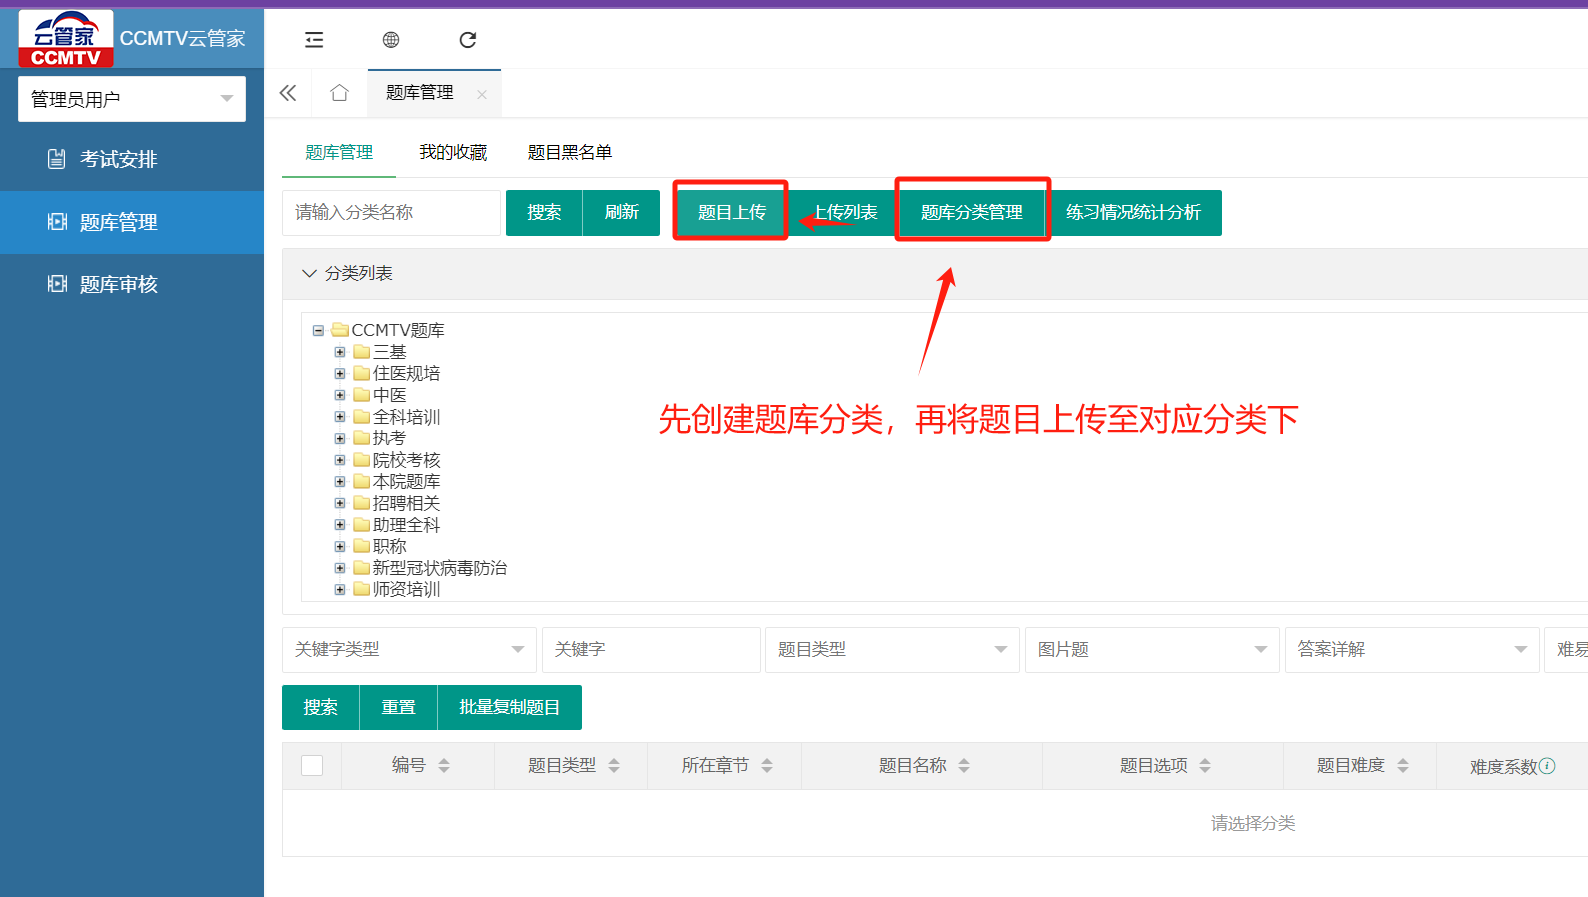 云管家
CCMTV
CCMTV云管家
管理员用户
考试安排
题库管理
题库审核
题库管理
题库管理
我的收藏
题目黑名单
请输入分类名称
搜索
刷新
题目上传
上传列表
题库分类管理
练习情况统计分析
分类列表
CCMTV题库
三基
住医规培
中医
全科培训
执考
院校考核
本院题库
招聘相关
助理全科
职称
新型冠状病毒防治
师资培训
先创建题库分类，再将题目上传至对应分类下
关键字类型
关键字
题目类型
图片题
答案详解
难易
搜索
重置
批量复制题目
编号
题目类型
所在章节
题目名称
题目选项
题目难度
难度系数
请选择分类